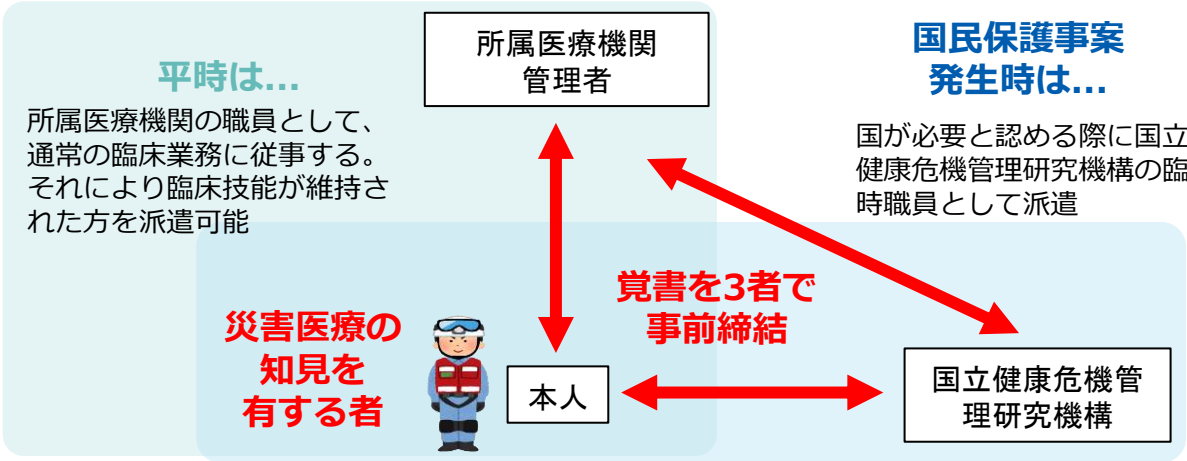 平時は…
所属医療機関の職員として、
通常の臨床業務に従事する。
それにより臨床技能が維持さ
れた方を派遣可能
所属医療機関
管理者
国民保護事案
発生時は…
国が必要と認める際に国立
健康危機管理研究機構の臨
時職員として派遣
覚書を3者で
事前締結
災害医療の
知見を
有する者
本人
国立健康危機管
理研究機構